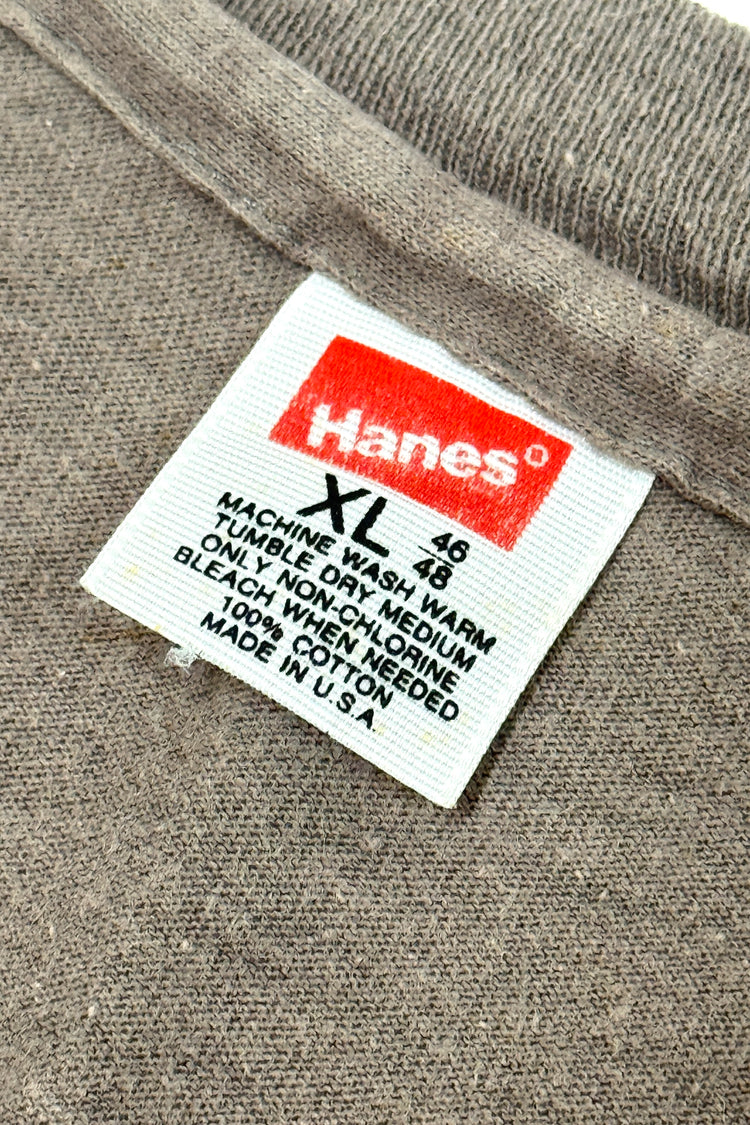 Hanes
XL 46/48
MACHINE WASH WARM
TUMBLE DRY MEDIUM
ONLY NON-CHLORINE
BLEACH WHEN NEEDED
100% COTTON
MADE IN U.S.A.